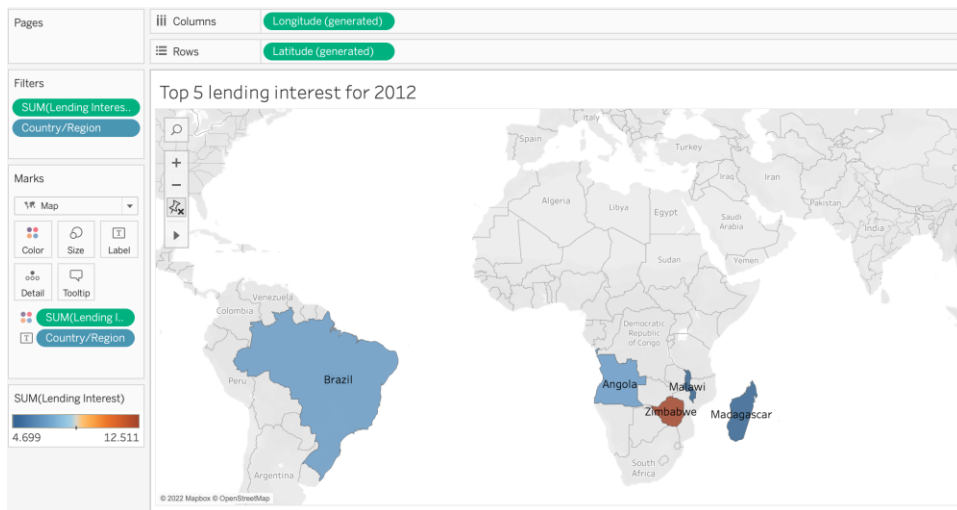 Pages
Columns
Longitude (generated)
Rows
Latitude (generated)
Filters
SUM(Lending Interes..
Country/Region
Marks
Map
Color
Size
Label
Detail
Tooltip
SUM(Lending I..
Country/Region
SUM(Lending Interest)
4.699
12.511
Top 5 lending interest for 2012
Italy
Spain
Turkey
Iraq
Iran
Algeria
Libya
Egypt
Pakistan
Saudi
Arabia
India
Sudan
Yemen
Venezuela
Colombia
Democratic
Republic
of Congo
Peru
Brazil
Angola
Malawi
Zimbabwe
Madagascar
South
Africa
Argentina
© 2022 Mapbox © OpenStreetMap